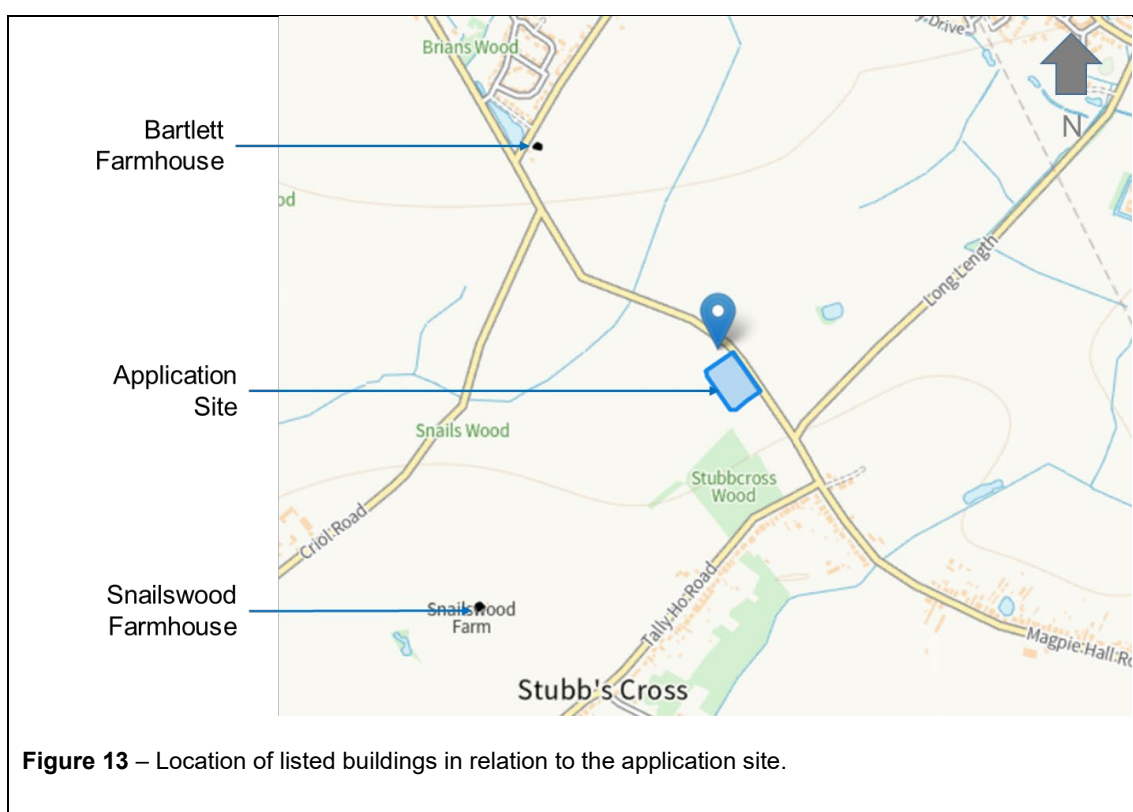 Brians Wood
Drive
N
Bartlett
Farmhouse
Long Length
Application
Site
Snails Wood
Stubbcross
Wood
Criol Road
Snailswood
Farmhouse
Snailswood
Farm
Tally Ho Road
Magpie Hall
Stubb's Cross
Figure 13 – Location of listed buildings in relation to the application site.